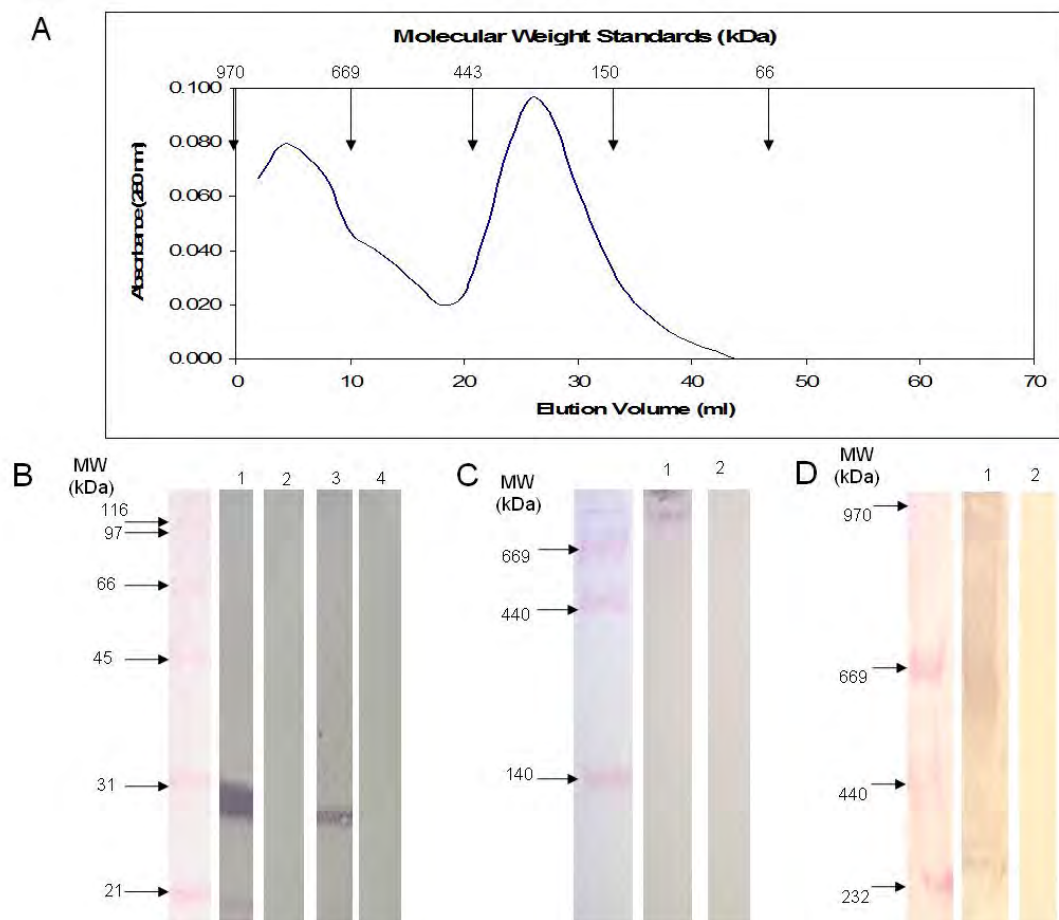 A
Molecular Weight Standards (kDa)
970 669 443 150 66
0.100
0.080
0.060
0.040
0.020
0.000
Absorbance (280 nm)
0 10 20 30 40 50 60 70
Elution Volume (ml)
B
MW
(kDa)
1 2 3 4
116
97
66
45
31
21
C
MW
(kDa)
1 2
669
440
140
D
MW
(kDa)
1 2
970
669
440
232